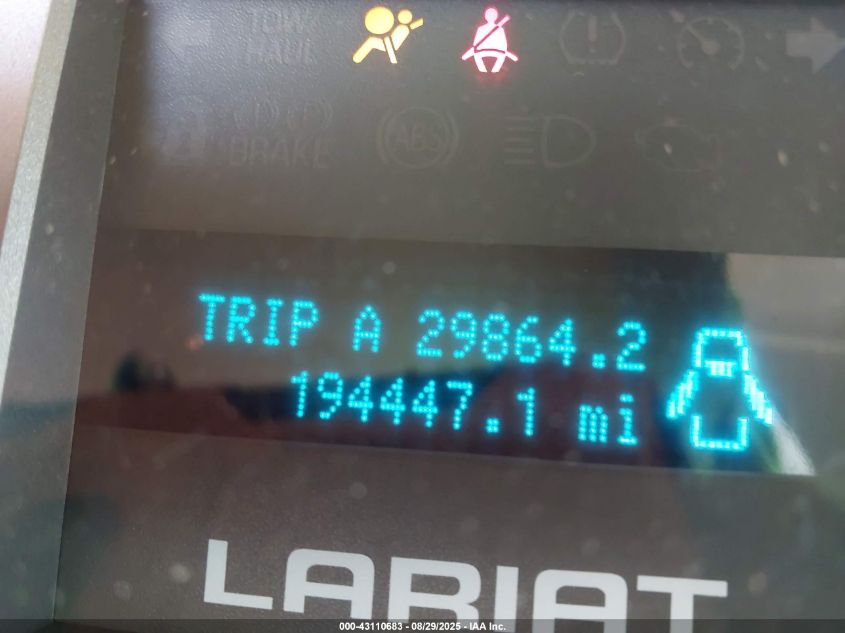 TOW
HAUL
BRAKE
ABS
TRIP A 29864.2
194447.1 mi
LARIAT
000-43110683 - 08/29/2025 - IAA Inc.